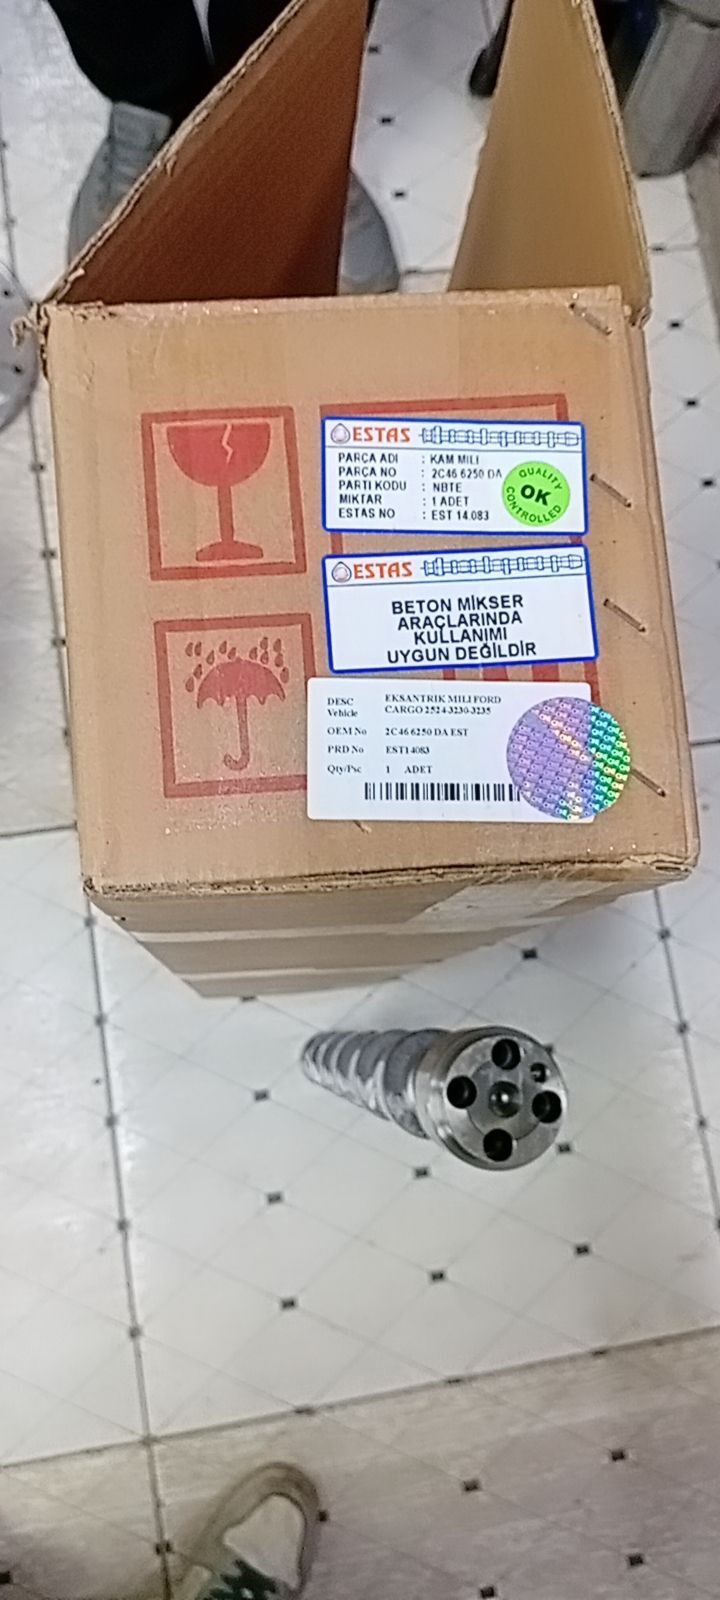 ESTAS
PARÇA ADI : KAM MILI
PARÇA NO : 2C46 6250 DA
PARTI KODU : NBTE
MIKTAR : 1 ADET
ESTAS NO : EST 14.083
QUALITY
OK
CONTROLLED
ESTAS
BETON MİKSER
ARAÇLARINDA
KULLANIMI
UYGUN DEĞİLDİR
DESC EKSANTRIK MILI FORD
Vehicle CARGO 2524-3230-3235
OEM No 2C46 6250 DA EST
PRD No EST14083
Qty/Psc 1 ADET